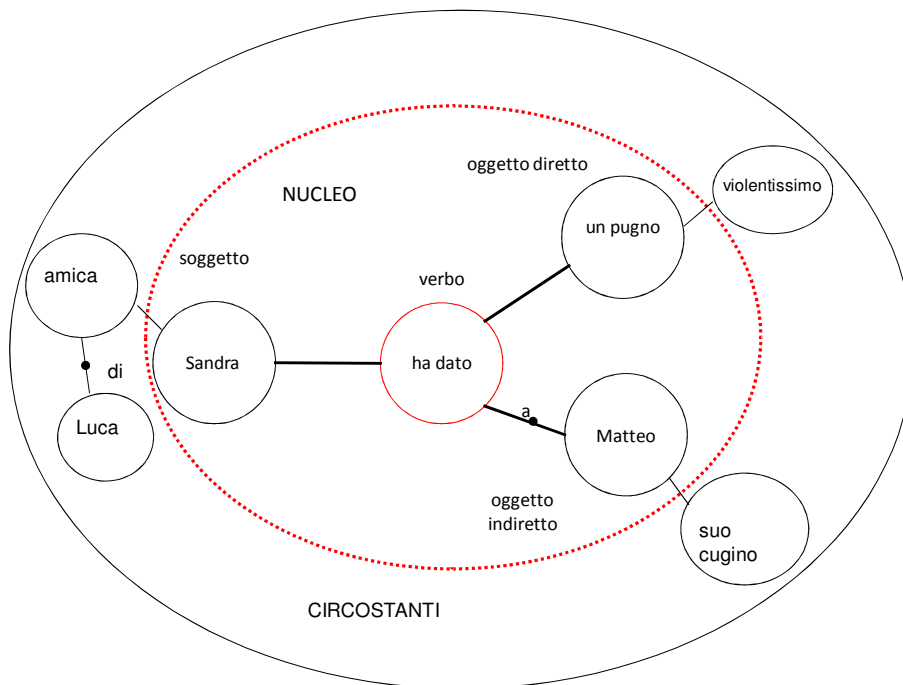 oggetto diretto
violentissimo
NUCLEO
un pugno
soggetto
amica
verbo
Sandra
ha dato
di
a
Luca
Matteo
oggetto
indiretto
suo
cugino
CIRCOSTANTI